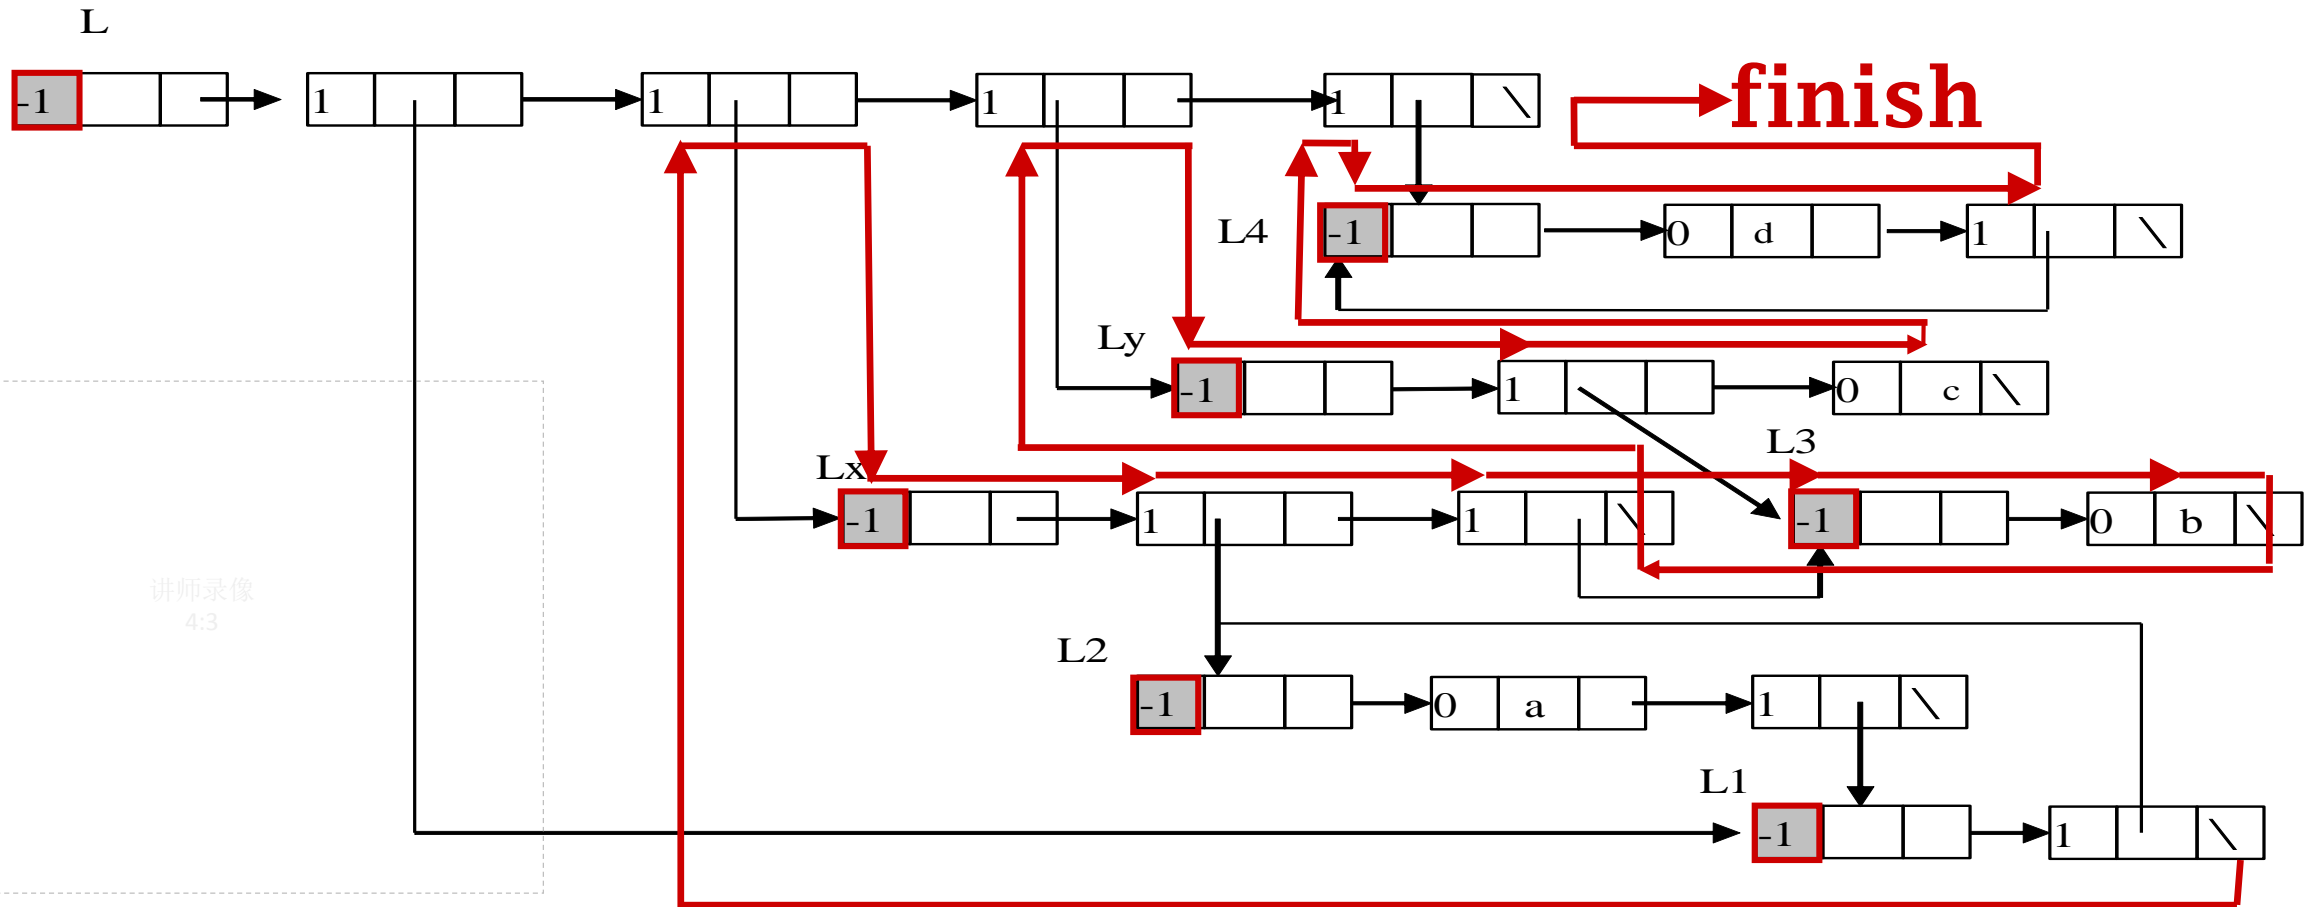 L
-1 1 1 1 1 \ finish
L4 -1 0 d 1 \
Ly
-1 1 0 c \
L3
Lx
-1 1 1 \ -1 0 b \
讲师录像
4:3
L2
-1 0 a 1 \
L1
-1 1 \